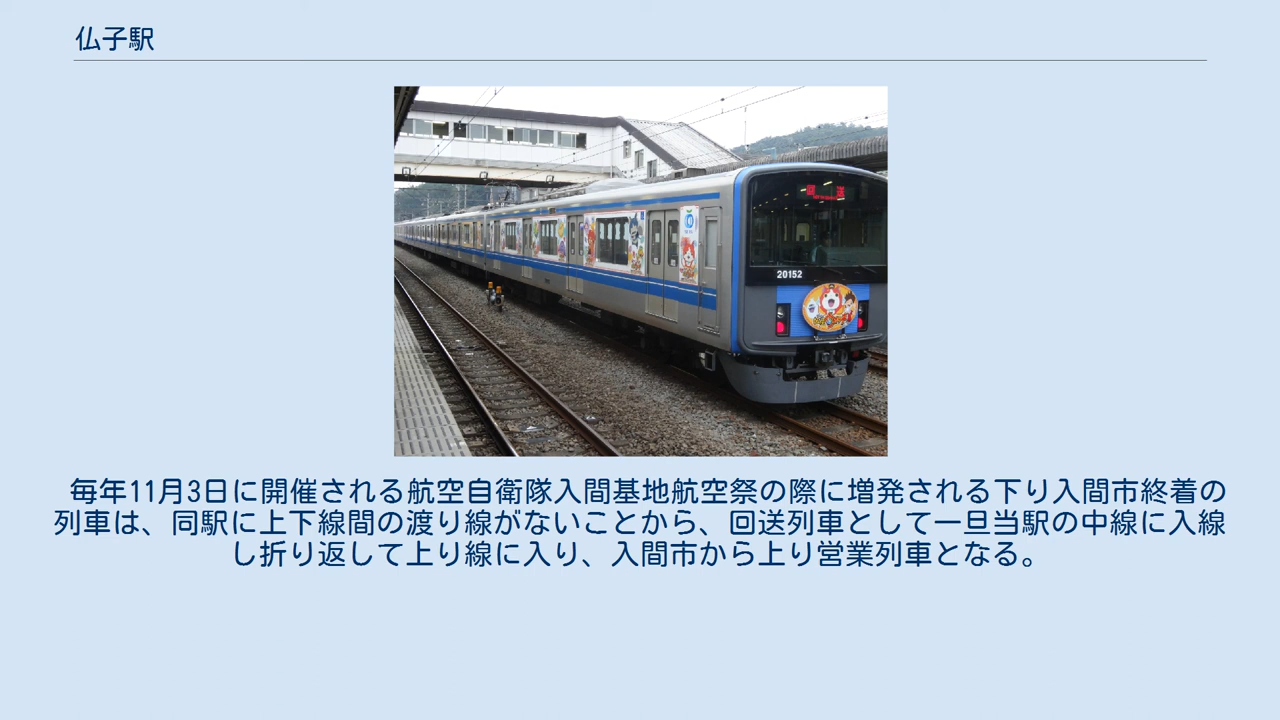 仏子駅
回送
20152
毎年11月3日に開催される航空自衛隊入間基地航空祭の際に増発される下り入間市終着の
列車は、同駅に上下線間の渡り線がないことから、回送列車として一旦当駅の中線に入線
し折り返して上り線に入り、入間市から上り営業列車となる。